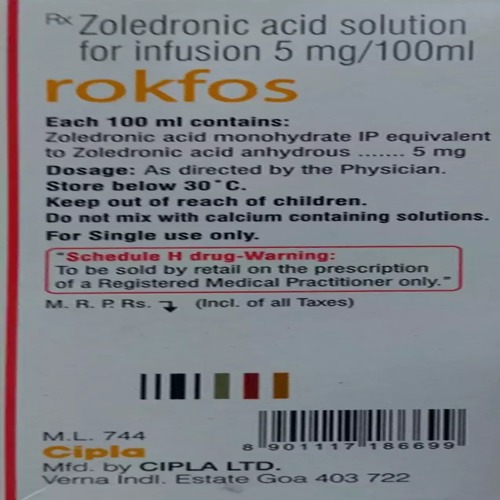 Rx Zoledronic acid solution
for infusion 5 mg/100ml
rokfos
Each 100 ml contains:
Zoledronic acid monohydrate IP equivalent
to Zoledronic acid anhydrous ....... 5 mg
Dosage: As directed by the Physician.
Store below 30˚C.
Keep out of reach of children.
Do not mix with calcium containing solutions.
For Single use only.
"Schedule H drug-Warning:
To be sold by retail on the prescription
of a Registered Medical Practitioner only."
M. R. P. Rs. (Incl. of all Taxes)
M.L. 744
Cipla
8 901117 186699
Mfd. by CIPLA LTD.
Verna Indl. Estate Goa 403 722